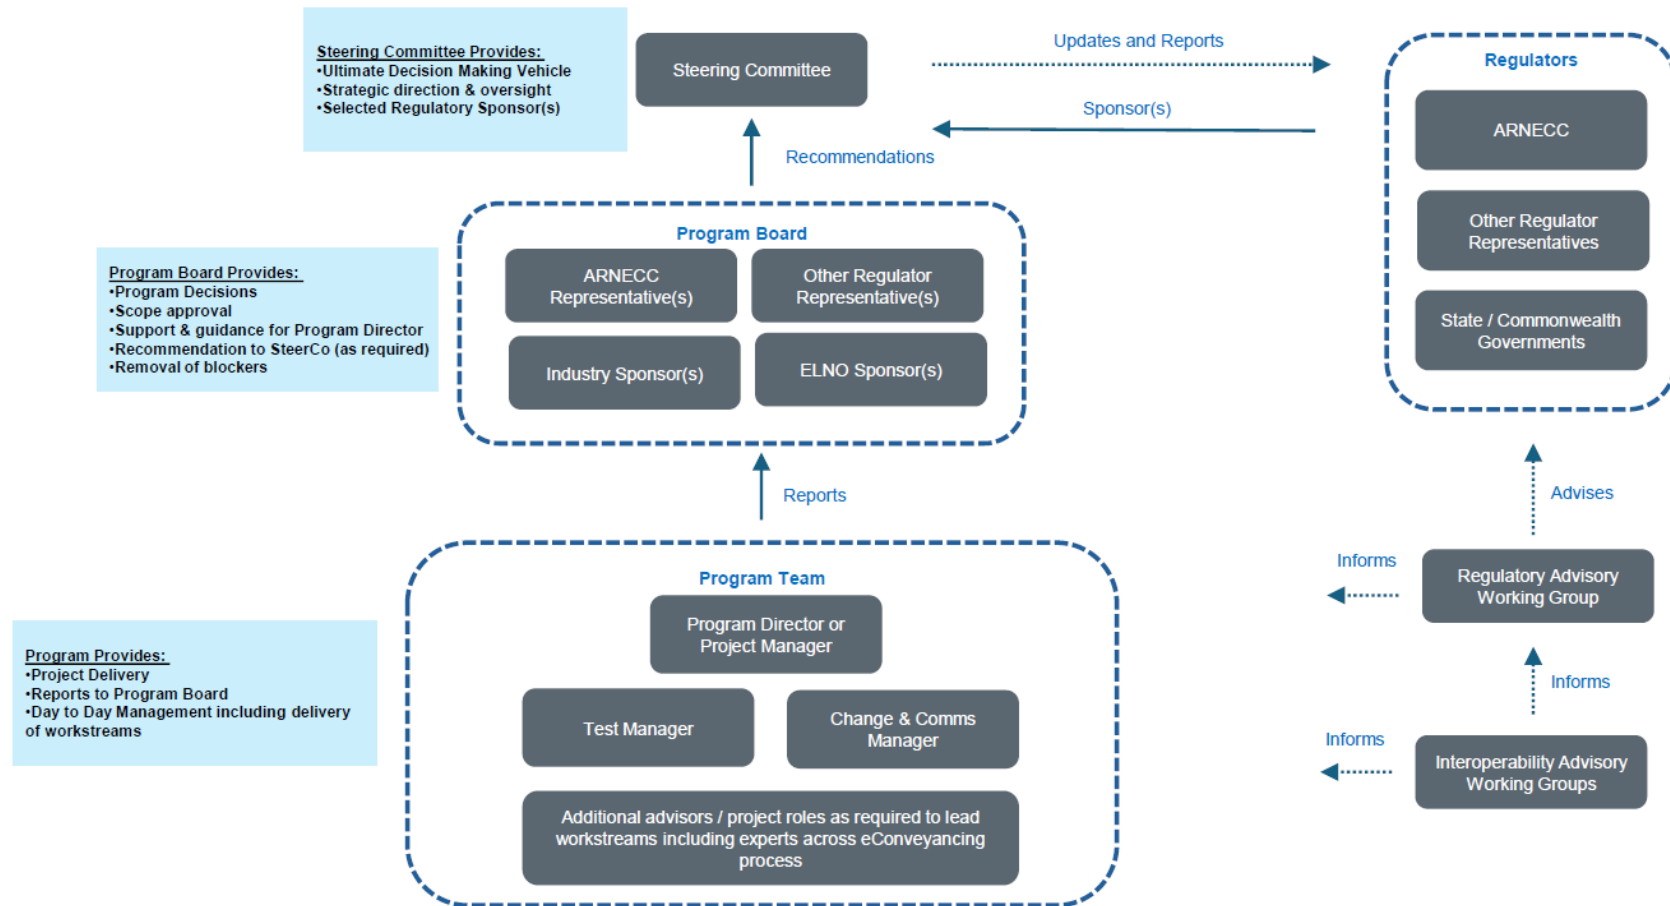 Steering Committee Provides:
•Ultimate Decision Making Vehicle
•Strategic direction & oversight
•Selected Regulatory Sponsor(s)
Steering Committee
Updates and Reports
Sponsor(s)
Recommendations
Regulators
ARNECC
Other Regulator
Representatives
State / Commonwealth
Governments
Program Board Provides:
•Program Decisions
•Scope approval
•Support & guidance for Program Director
•Recommendation to SteerCo (as required)
•Removal of blockers
Program Board
ARNECC
Representative(s)
Other Regulator
Representative(s)
Industry Sponsor(s)
ELNO Sponsor(s)
Reports
Advises
Program Provides:
•Project Delivery
•Reports to Program Board
•Day to Day Management including delivery
of workstreams
Program Team
Program Director or
Project Manager
Test Manager
Change & Comms
Manager
Additional advisors / project roles as required to lead
workstreams including experts across eConveyancing
process
Informs
Regulatory Advisory
Working Group
Informs
Informs
Interoperability Advisory
Working Groups